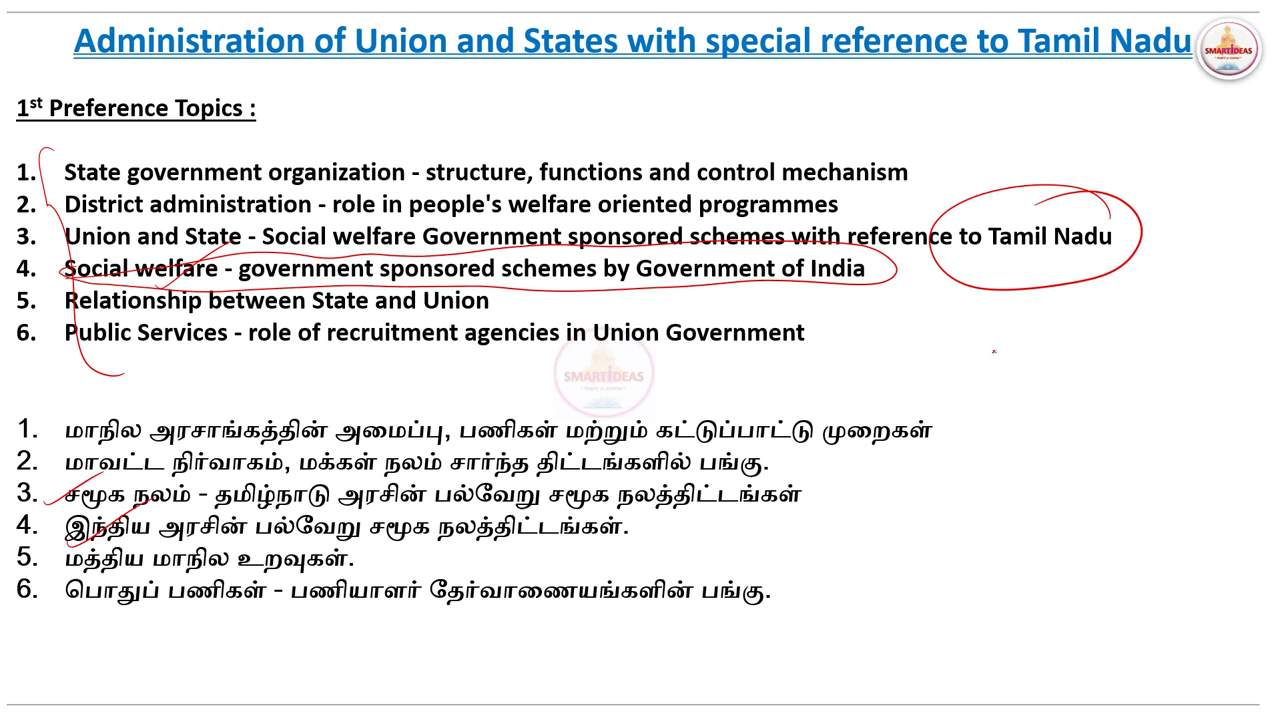 Administration of Union and States with special reference to Tamil Nadu
SMARTIDEAS
1st Preference Topics :
1. State government organization - structure, functions and control mechanism
2. District administration - role in people's welfare oriented programmes
3. Union and State - Social welfare Government sponsored schemes with reference to Tamil Nadu
4. Social welfare - government sponsored schemes by Government of India
5. Relationship between State and Union
6. Public Services - role of recruitment agencies in Union Government
SMARTIDEAS
1. மாநில அரசாங்கத்தின் அமைப்பு, பணிகள் மற்றும் கட்டுப்பாட்டு முறைகள்
2. மாவட்ட நிர்வாகம், மக்கள் நலம் சார்ந்த திட்டங்களில் பங்கு.
3. சமூக நலம் - தமிழ்நாடு அரசின் பல்வேறு சமூக நலத்திட்டங்கள்
4. இந்திய அரசின் பல்வேறு சமூக நலத்திட்டங்கள்.
5. மத்திய மாநில உறவுகள்.
6. பொதுப் பணிகள் - பணியாளர் தேர்வாணையங்களின் பங்கு.